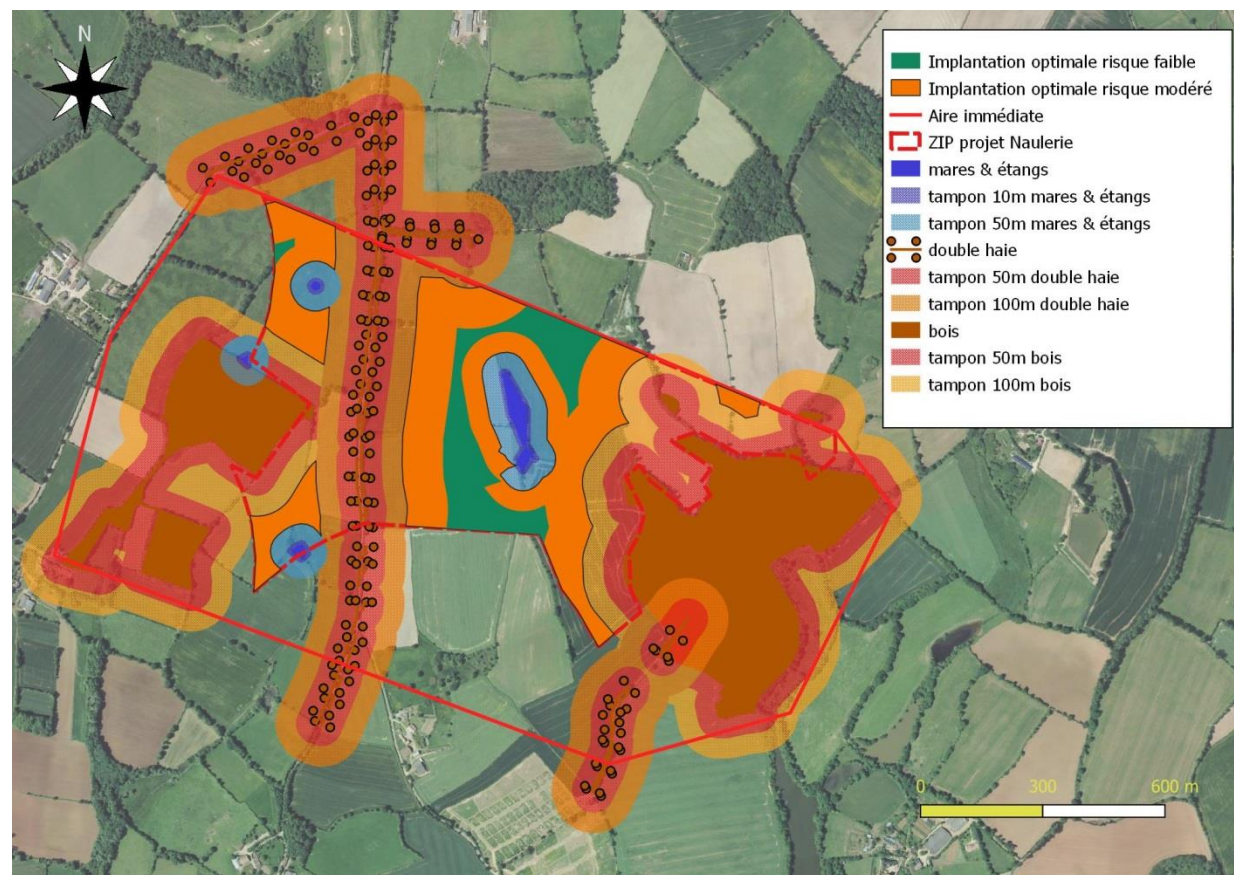 N
Implantation optimale risque faible
Implantation optimale risque modéré
Aire immédiate
ZIP projet Naulerie
mares & étangs
tampon 10m mares & étangs
tampon 50m mares & étangs
double haie
tampon 50m double haie
tampon 100m double haie
bois
tampon 50m bois
tampon 100m bois
0 300 600 m